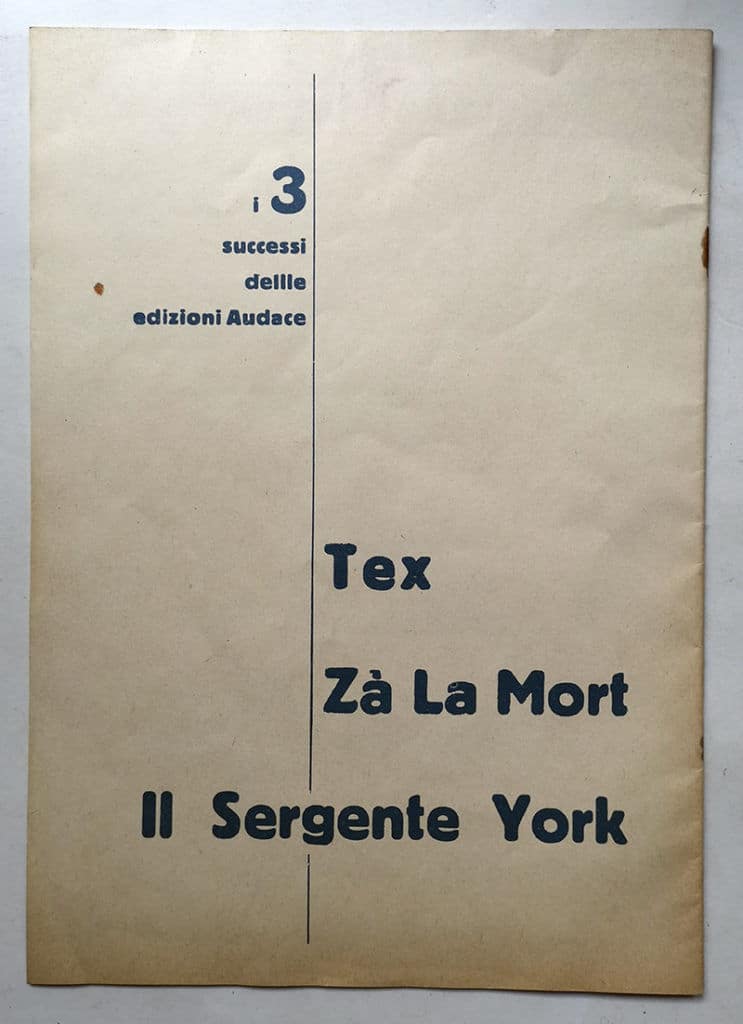 i 3
successi
dellle
edizioni Audace
Tex
Zà La Mort
Il Sergente York